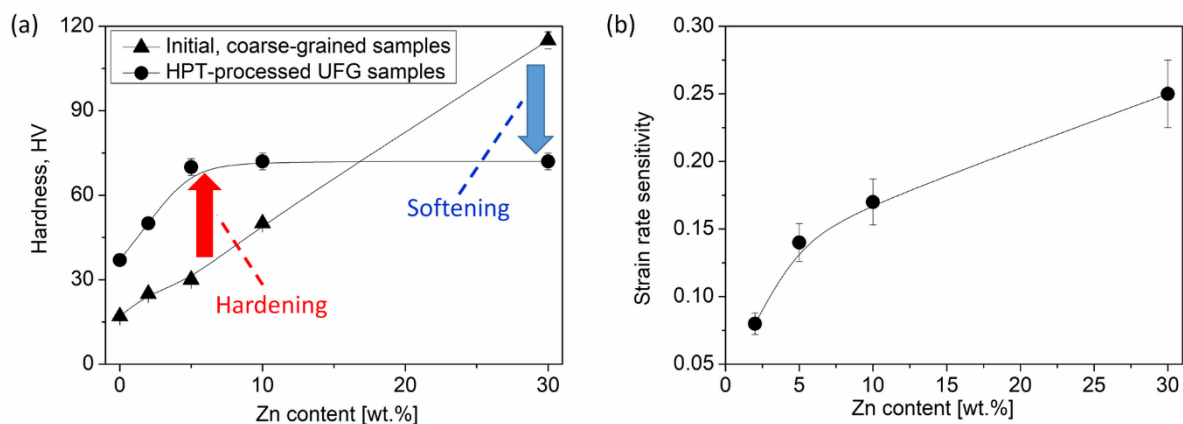 (a)
120
90
60
30
0
Hardness, HV
Initial, coarse-grained samples
HPT-processed UFG samples
Softening
Hardening
0
10
20
30
Zn content [wt.%]
(b)
0.30
0.25
0.20
0.15
0.10
0.05
Strain rate sensitivity
0
5
10
15
20
25
30
Zn content [wt.%]